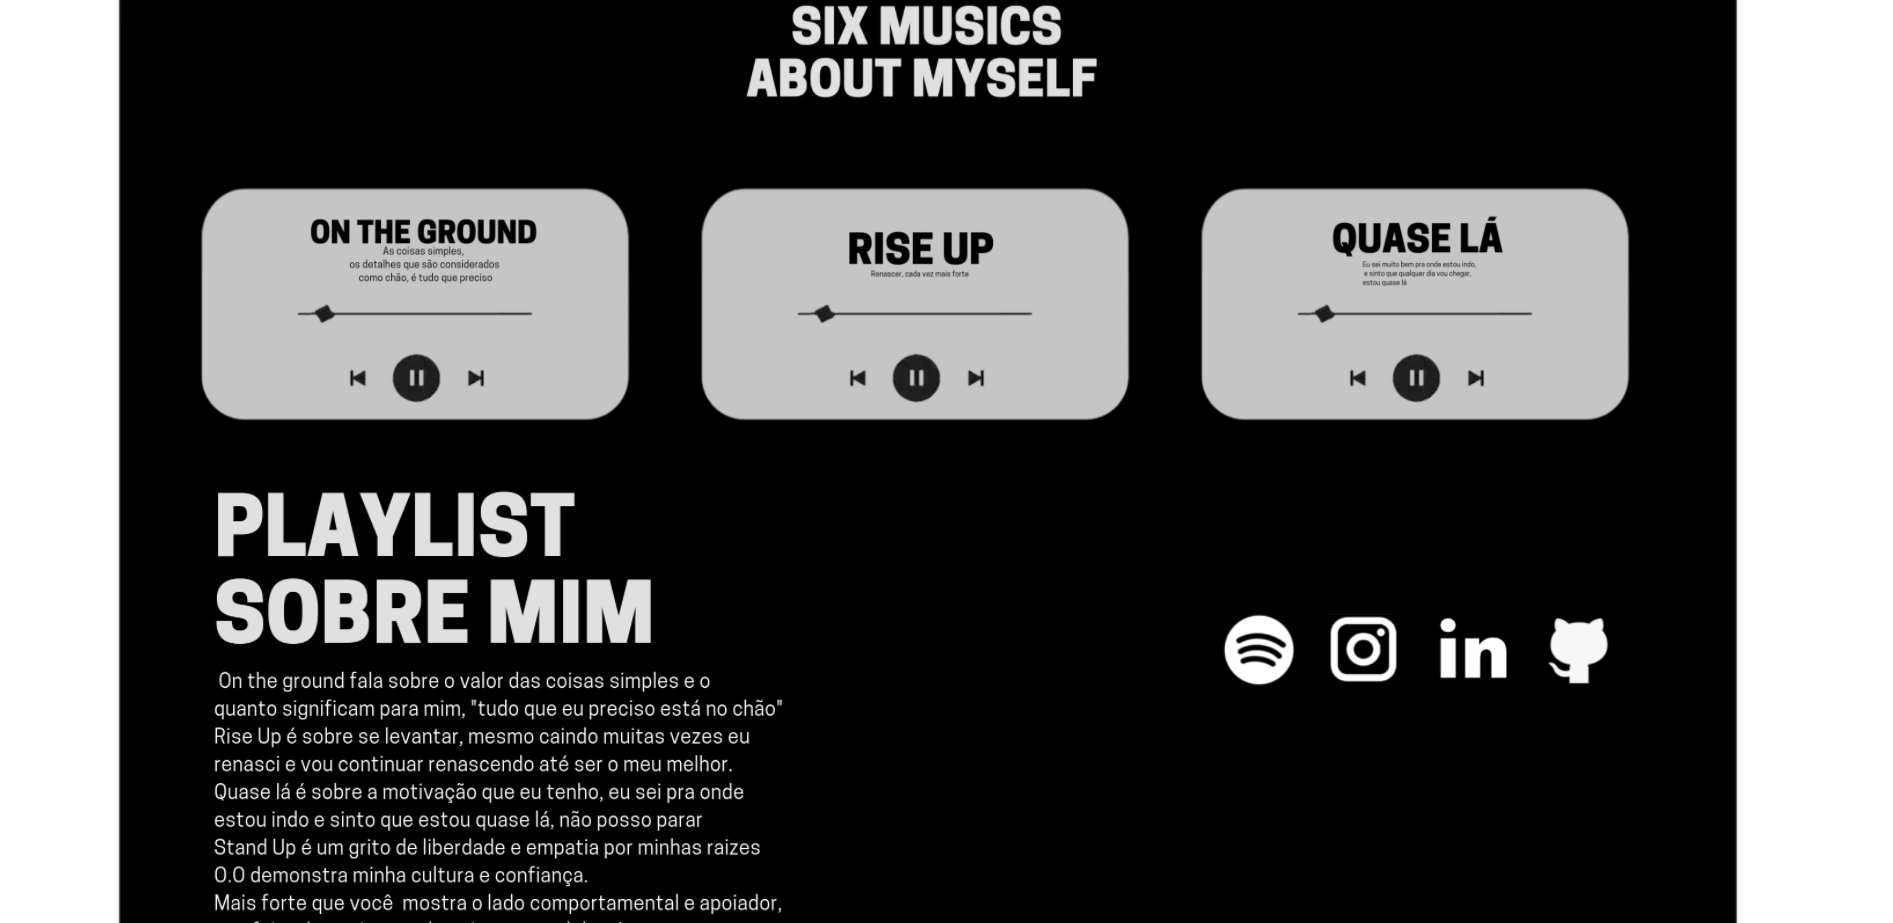 SIX MUSICS
ABOUT MYSELF
ON THE GROUND
As coisas simples,
os detalhes que são considerados
como chão, é tudo que preciso
RISE UP
Renascer, cada vez mais forte
QUASE LÁ
Eu sei muito bem pra onde estou indo,
e sinto que qualquer dia vou chegar,
estou quase lá
PLAYLIST
SOBRE MIM
On the ground fala sobre o valor das coisas simples e o
quanto significam para mim, "tudo que eu preciso está no chão"
Rise Up é sobre se levantar, mesmo caindo muitas vezes eu
renasci e vou continuar renascendo até ser o meu melhor.
Quase lá é sobre a motivação que eu tenho, eu sei pra onde
estou indo e sinto que estou quase lá, não posso parar
Stand Up é um grito de liberdade e empatia por minhas raizes
O.O demonstra minha cultura e confiança.
Mais forte que você mostra o lado comportamental e apoiador,
in